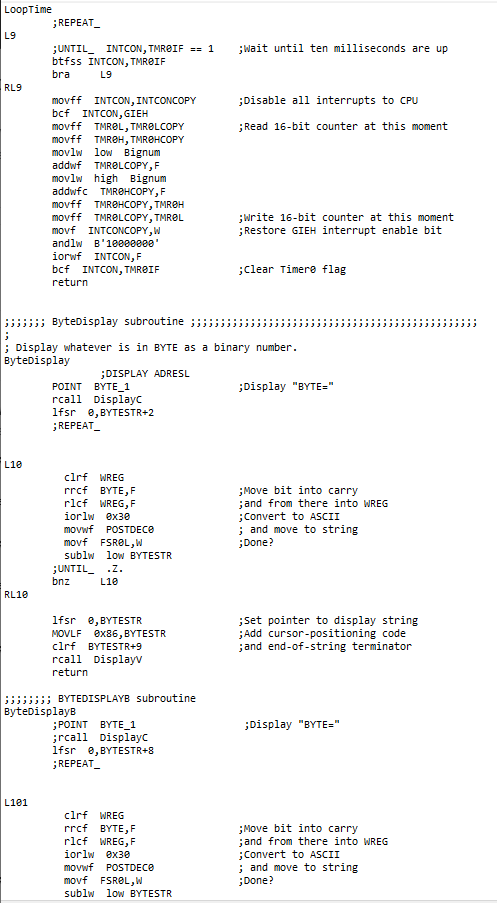 LoopTime
;REPEAT_
L9
;UNTIL_  INTCON,TMR0IF == 1    ;Wait until ten milliseconds are up
btfss INTCON,TMR0IF
bra     L9
RL9
movff  INTCON,INTCONCOPY       ;Disable all interrupts to CPU
bcf  INTCON,GIEH
movff  TMR0L,TMR0LCOPY         ;Read 16-bit counter at this moment
movff  TMR0H,TMR0HCOPY
movlw  low  Bignum
addwf  TMR0LCOPY,F
movlw  high  Bignum
addwfc  TMR0HCOPY,F
movff  TMR0HCOPY,TMR0H
movff  TMR0LCOPY,TMR0L         ;Write 16-bit counter at this moment
movf  INTCONCOPY,W             ;Restore GIEH interrupt enable bit
andlw  B'10000000'
iorwf  INTCON,F
bcf  INTCON,TMR0IF             ;Clear Timer0 flag
return
;;;;;;; ByteDisplay subroutine ;;;;;;;;;;;;;;;;;;;;;;;;;;;;;;;;;;;;;;;;;;;;;;;;
;
; Display whatever is in BYTE as a binary number.
ByteDisplay
;DISPLAY ADRESL
POINT  BYTE_1                  ;Display "BYTE="
rcall  DisplayC
lfsr  0,BYTESTR+2
;REPEAT_
L10
clrf  WREG
rrcf  BYTE,F                 ;Move bit into carry
rlcf  WREG,F                 ;and from there into WREG
iorlw  0x30                  ;Convert to ASCII
movwf  POSTDEC0              ; and move to string
movf  FSR0L,W                ;Done?
sublw  low BYTESTR
;UNTIL_  .Z.
bnz     L10
RL10
lfsr  0,BYTESTR                ;Set pointer to display string
MOVLF  0x86,BYTESTR            ;Add cursor-positioning code
clrf  BYTESTR+9                ;and end-of-string terminator
rcall  DisplayV
return
;;;;;;;; BYTEDISPLAYB subroutine
ByteDisplayB
;POINT  BYTE_1                  ;Display "BYTE="
;rcall  DisplayC
lfsr  0,BYTESTR+8
;REPEAT_
L101
clrf  WREG
rrcf  BYTE,F                 ;Move bit into carry
rlcf  WREG,F                 ;and from there into WREG
iorlw  0x30                  ;Convert to ASCII
movwf  POSTDEC0              ; and move to string
movf  FSR0L,W                ;Done?
sublw  low BYTESTR